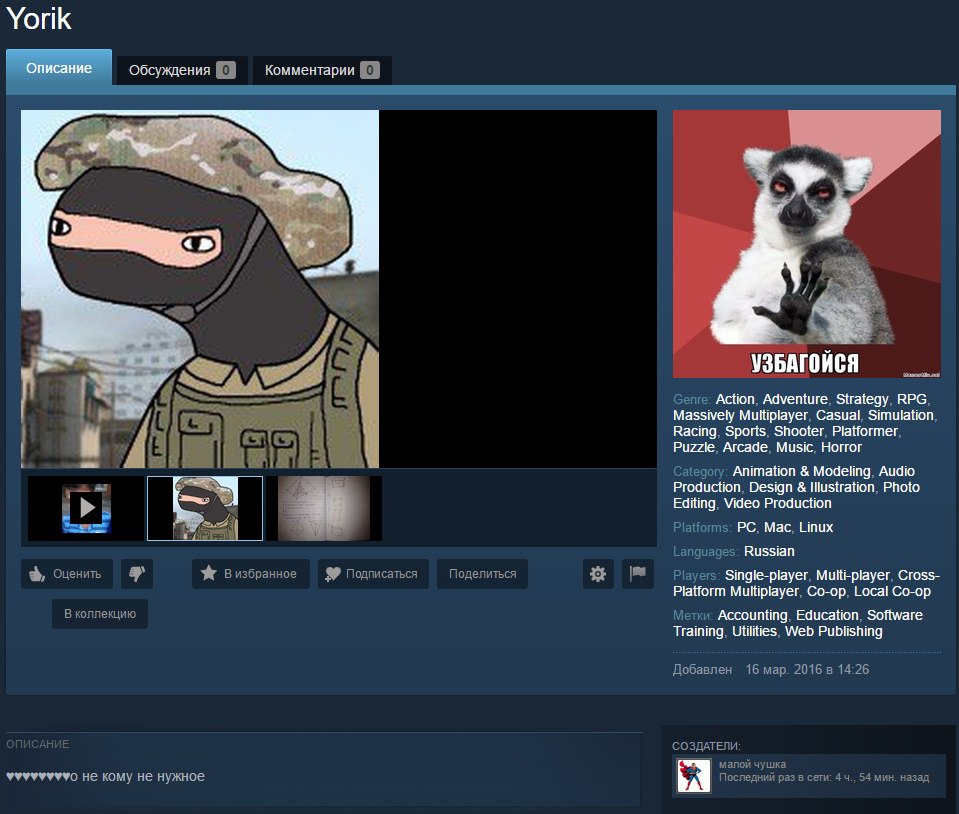 Yorik
Описание
Обсуждения 0
Комментарии 0
УЗБАГОЙСЯ
Genre: Action, Adventure, Strategy, RPG,
Massively Multiplayer, Casual, Simulation,
Racing, Sports, Shooter, Platformer,
Puzzle, Arcade, Music, Horror
Category: Animation & Modeling, Audio
Production, Design & Illustration, Photo
Editing, Video Production
Platforms: PC, Mac, Linux
Languages: Russian
Players: Single-player, Multi-player, Cross-
Platform Multiplayer, Co-op, Local Co-op
Метки: Accounting, Education, Software
Training, Utilities, Web Publishing
Добавлен 16 мар. 2016 в 14:26
Оценить
В избранное
Подписаться
Поделиться
В коллекцию
ОПИСАНИЕ
♥♥♥♥♥♥♥♥о не кому не нужное
СОЗДАТЕЛИ:
малой чушка
Последний раз в сети: 4 ч., 54 мин. назад